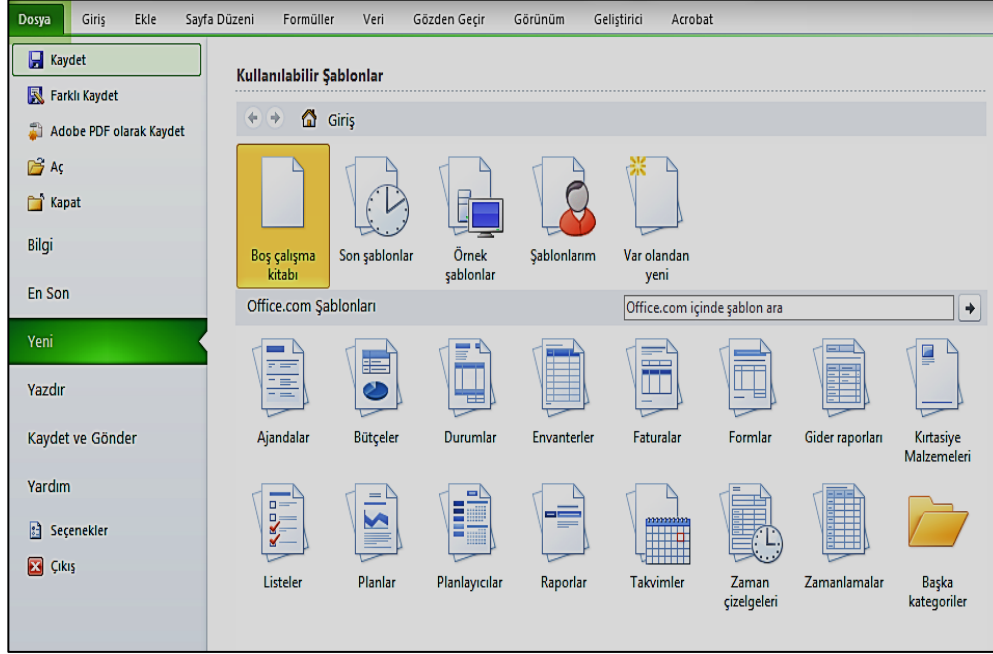 Dosya Giriş Ekle Sayfa Düzeni Formüller Veri Gözden Geçir Görünüm Geliştirici Acrobat
Kaydet
Farklı Kaydet
Adobe PDF olarak Kaydet
Aç
Kapat
Bilgi
En Son
Yeni
Yazdır
Kaydet ve Gönder
Yardım
Seçenekler
Çıkış
Kullanılabilir Şablonlar
Giriş
Boş çalışma
kitabı
Son şablonlar
Örnek
şablonlar
Şablonlarım
Var olandan
yeni
Office.com Şablonları
Office.com içinde şablon ara
Ajandalar
Bütçeler
Durumlar
Envanterler
Faturalar
Formlar
Gider raporları
Kırtasiye
Malzemeleri
Listeler
Planlar
Planlayıcılar
Raporlar
Takvimler
Zaman
çizelgeleri
Zamanlamalar
Başka
kategoriler